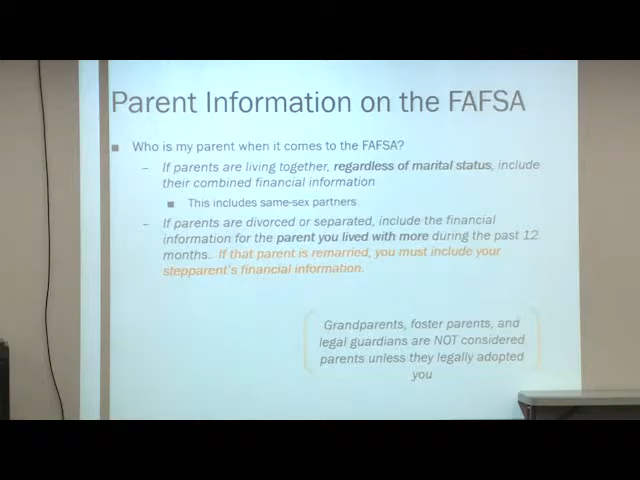 Parent Information on the FAFSA
Who is my parent when it comes to the FAFSA?
– If parents are living together, regardless of marital status, include
their combined financial information
This includes same-sex partners
– If parents are divorced or separated, include the financial
information for the parent you lived with more during the past 12
months. If that parent is remarried, you must include your
stepparent's financial information.
Grandparents, foster parents, and
legal guardians are NOT considered
parents unless they legally adopted
you